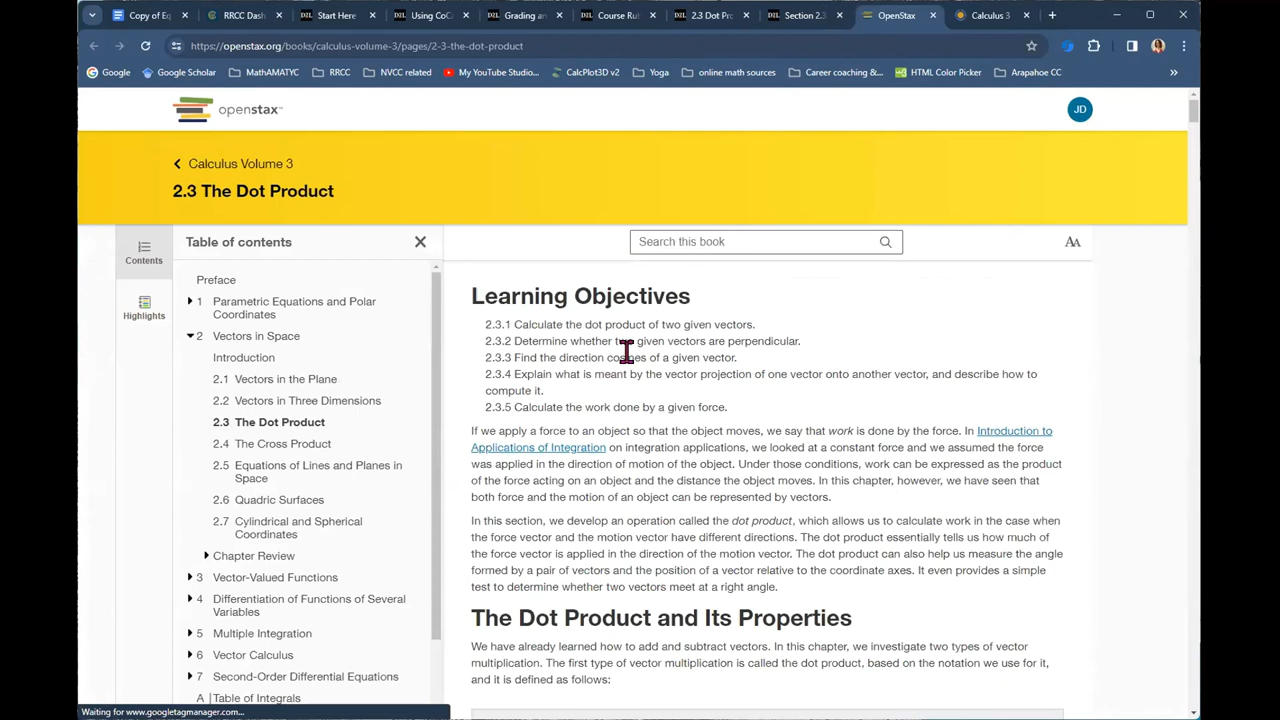 Copy of Eq
RRCC Dash
Start Here
Using CoC
Grading an
Course Ru
2.3 Dot Pro
Section 2.3
OpenStax
Calculus 3
https://openstax.org/books/calculus-volume-3/pages/2-3-the-dot-product
Google
Google Scholar
MathAMATYC
RRCC
NVCC related
My YouTube Studio...
CalcPlot3D v2
Yoga
online math sources
Career coaching &...
HTML Color Picker
Arapahoe CC
openstax™
JD
Calculus Volume 3
2.3 The Dot Product
Contents
Highlights
Table of contents
Preface
1 Parametric Equations and Polar
Coordinates
2 Vectors in Space
Introduction
2.1 Vectors in the Plane
2.2 Vectors in Three Dimensions
2.3 The Dot Product
2.4 The Cross Product
2.5 Equations of Lines and Planes in
Space
2.6 Quadric Surfaces
2.7 Cylindrical and Spherical
Coordinates
Chapter Review
3 Vector-Valued Functions
4 Differentiation of Functions of Several
Variables
5 Multiple Integration
6 Vector Calculus
7 Second-Order Differential Equations
A | Table of Integrals
Search this book
AA
Learning Objectives
2.3.1 Calculate the dot product of two given vectors.
2.3.2 Determine whether two given vectors are perpendicular.
2.3.3 Find the direction cosines of a given vector.
2.3.4 Explain what is meant by the vector projection of one vector onto another vector, and describe how to
compute it.
2.3.5 Calculate the work done by a given force.
If we apply a force to an object so that the object moves, we say that work is done by the force. In Introduction to
Applications of Integration on integration applications, we looked at a constant force and we assumed the force
was applied in the direction of motion of the object. Under those conditions, work can be expressed as the product
of the force acting on an object and the distance the object moves. In this chapter, however, we have seen that
both force and the motion of an object can be represented by vectors.
In this section, we develop an operation called the dot product, which allows us to calculate work in the case when
the force vector and the motion vector have different directions. The dot product essentially tells us how much of
the force vector is applied in the direction of the motion vector. The dot product can also help us measure the angle
formed by a pair of vectors and the position of a vector relative to the coordinate axes. It even provides a simple
test to determine whether two vectors meet at a right angle.
The Dot Product and Its Properties
We have already learned how to add and subtract vectors. In this chapter, we investigate two types of vector
multiplication. The first type of vector multiplication is called the dot product, based on the notation we use for it,
and it is defined as follows:
Waiting for www.googletagmanager.com...